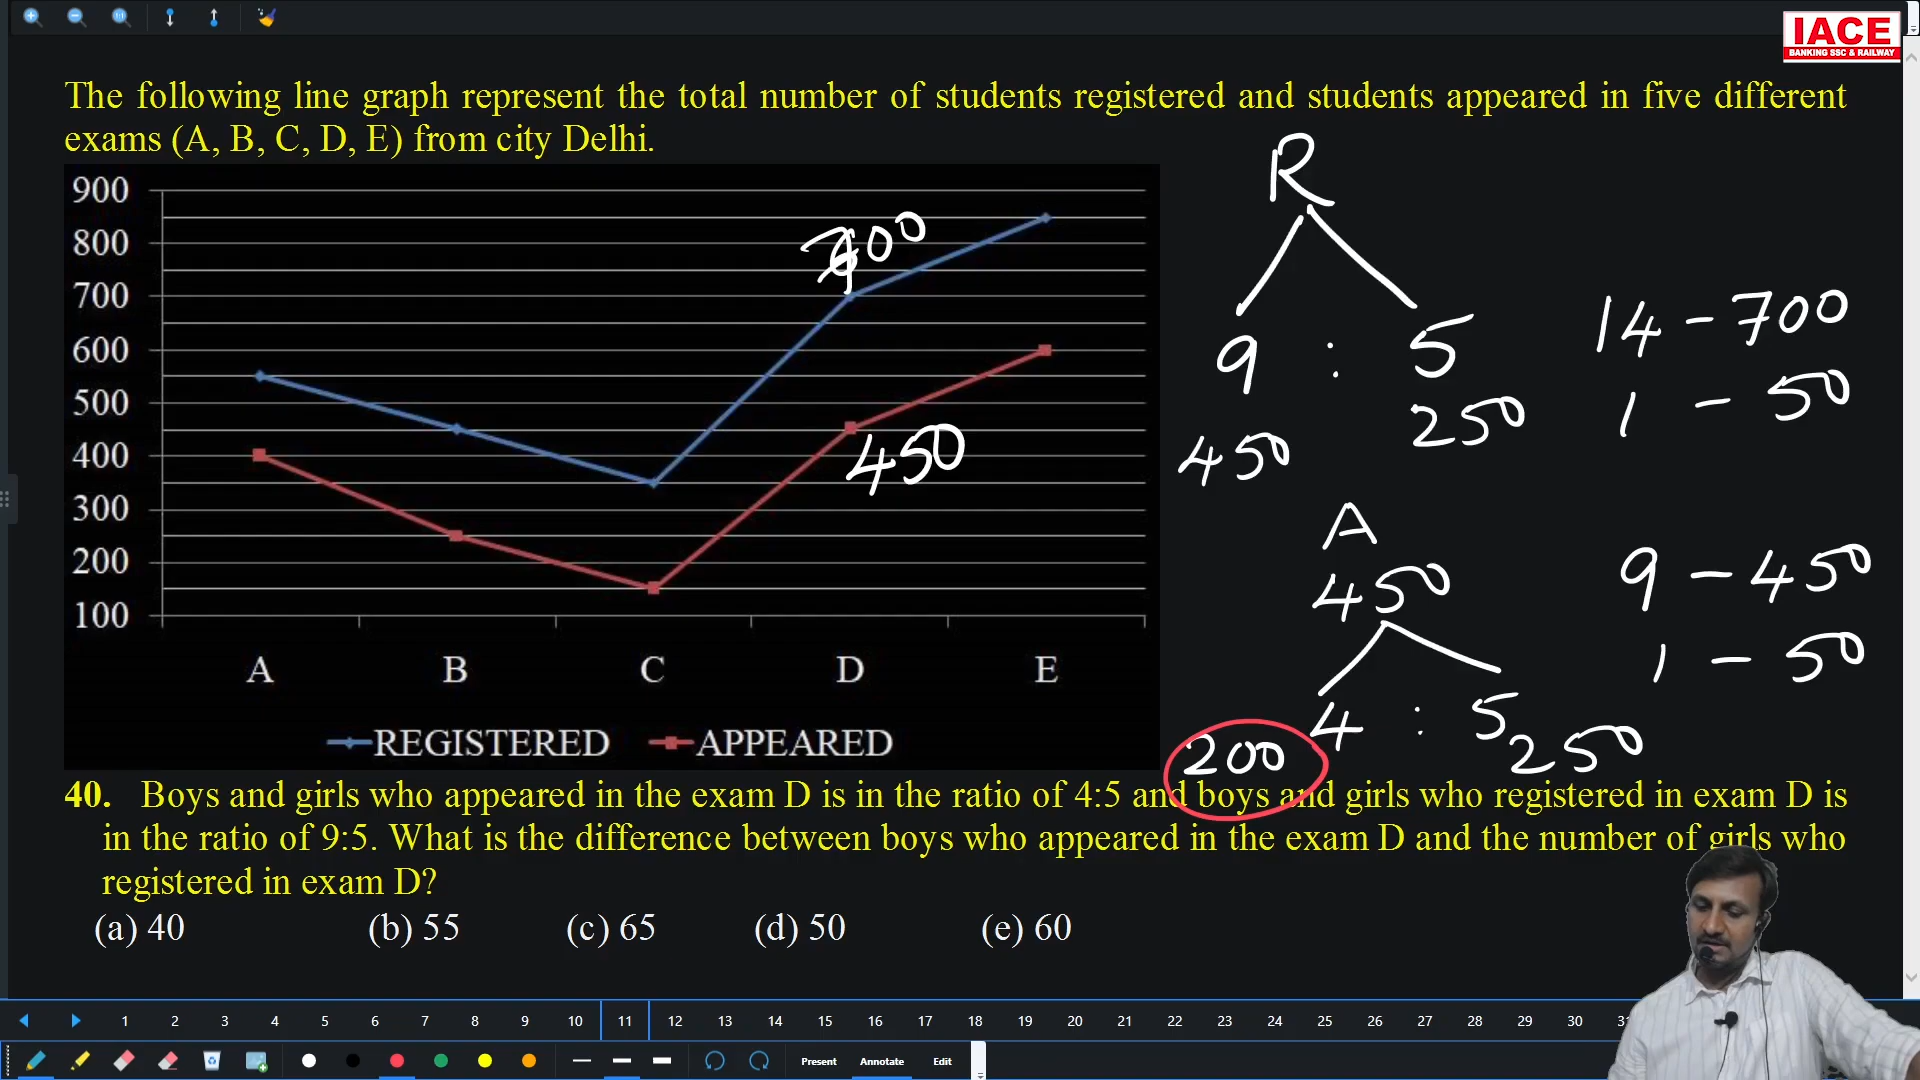 IACE
BANKING SSC & RAILWAY
The following line graph represent the total number of students registered and students appeared in five different
exams (A, B, C, D, E) from city Delhi.
900
800
700
600
500
400
300
200
100
A B C D E
REGISTERED APPEARED
700
450
R
9 : 5
450 250
14 - 700
1 - 50
A
450
4 : 5
200 250
9 - 450
1 - 50
40. Boys and girls who appeared in the exam D is in the ratio of 4:5 and boys and girls who registered in exam D is
in the ratio of 9:5. What is the difference between boys who appeared in the exam D and the number of girls who
registered in exam D?
(a) 40 (b) 55 (c) 65 (d) 50 (e) 60
1 2 3 4 5 6 7 8 9 10 11 12 13 14 15 16 17 18 19 20 21 22 23 24 25 26 27 28 29 30
Present Annotate Edit